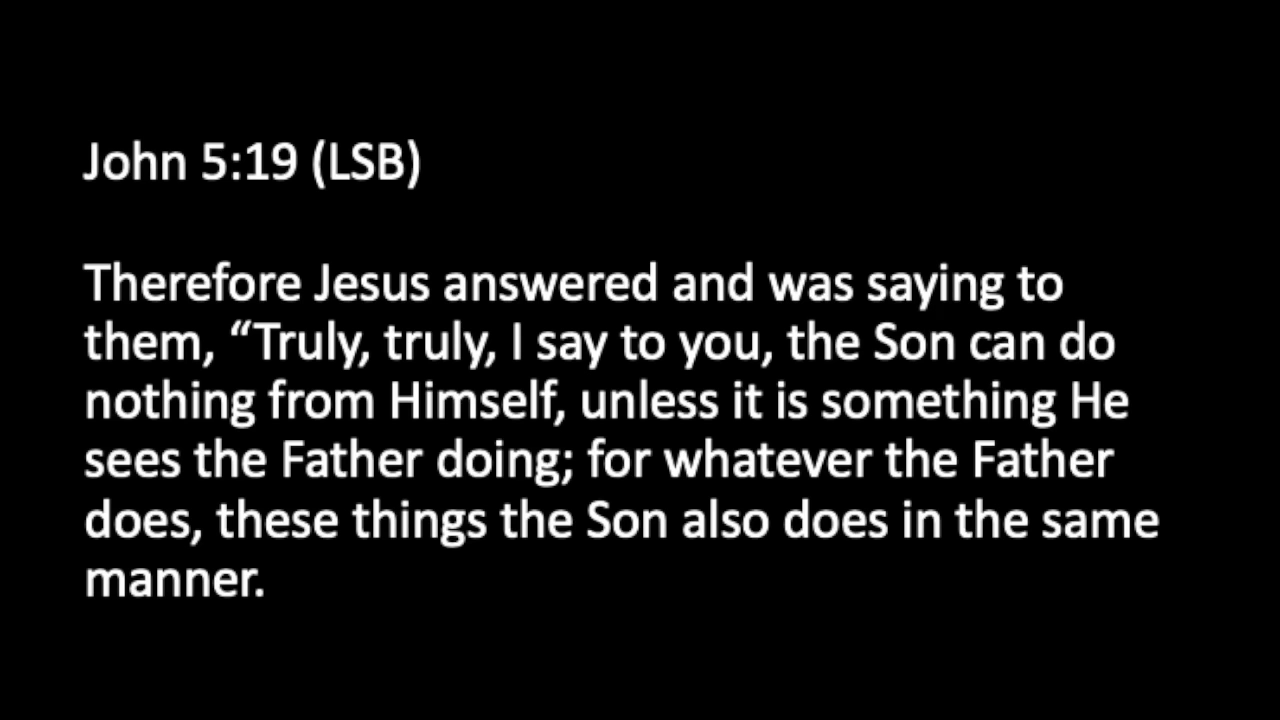 John 5:19 (LSB)
Therefore Jesus answered and was saying to
them, “Truly, truly, I say to you, the Son can do
nothing from Himself, unless it is something He
sees the Father doing; for whatever the Father
does, these things the Son also does in the same
manner.